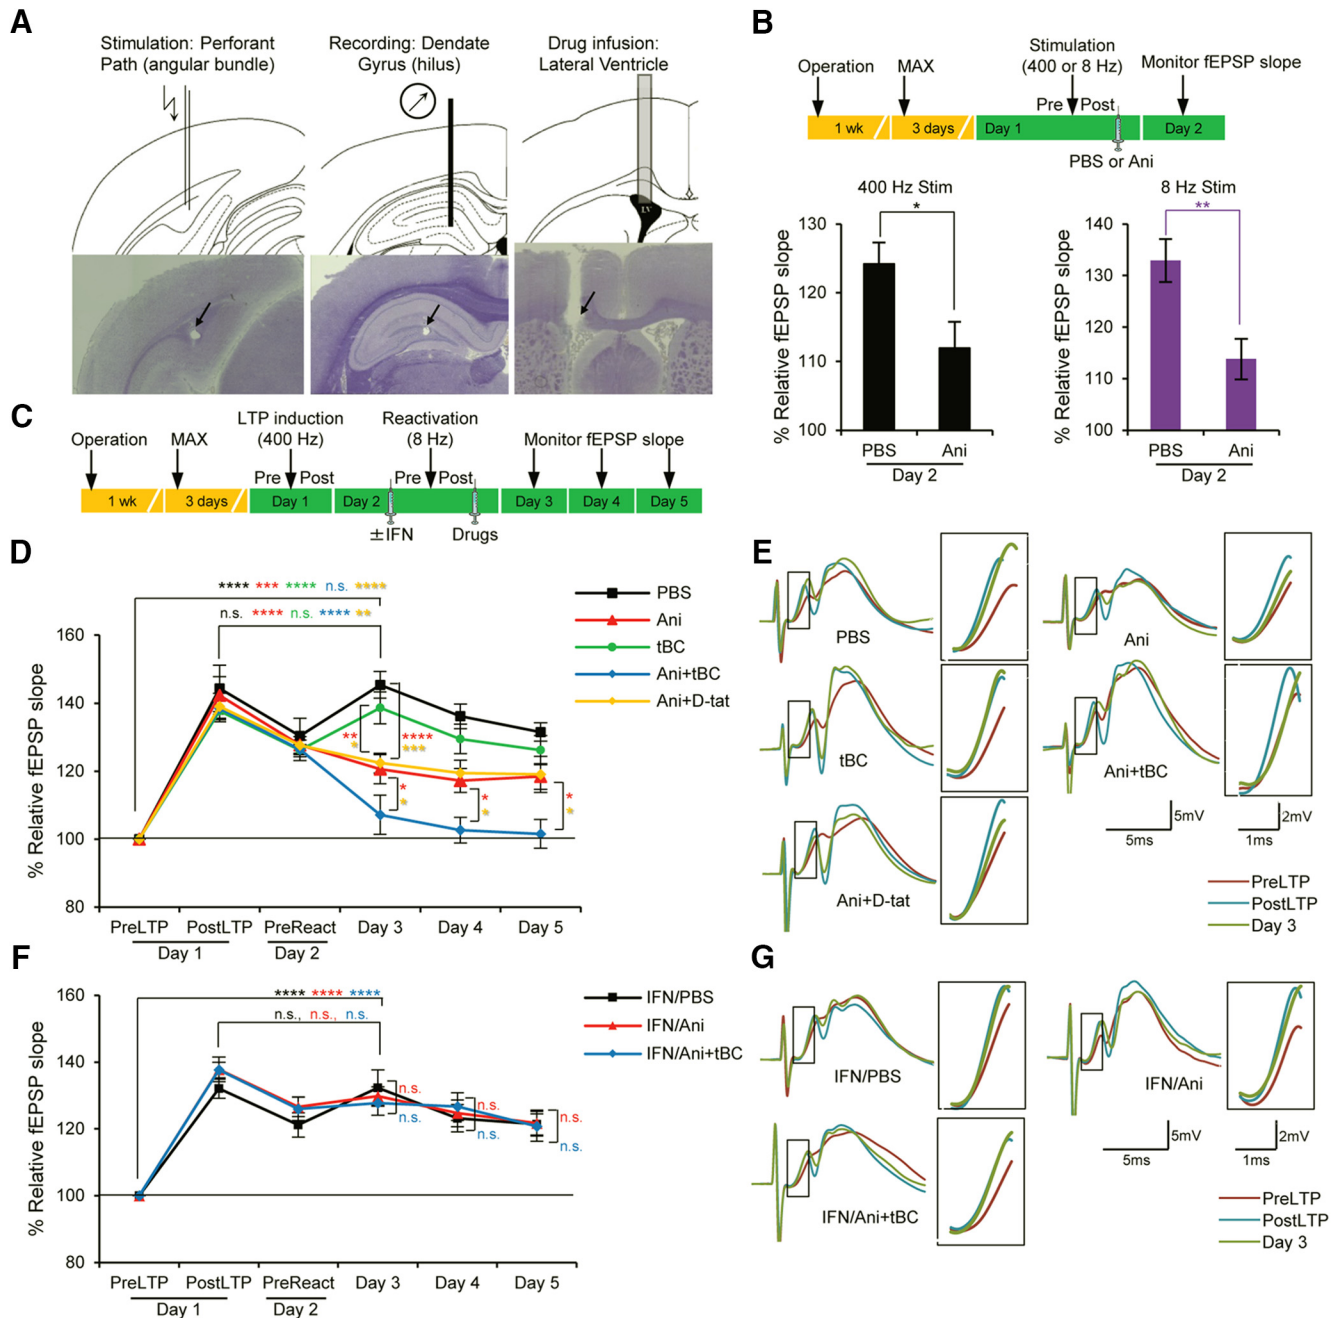 A
Stimulation: Perforant
Path (angular bundle)
Recording: Dendate
Gyrus (hilus)
Drug infusion:
Lateral Ventricle
LV
B
Operation
MAX
Stimulation
(400 or 8 Hz)
Monitor fEPSP slope
Pre
Post
1 wk
3 days
Day 1
Day 2
PBS or Ani
400 Hz Stim
*
% Relative fEPSP slope
130
120
110
100
PBS
Ani
Day 2
8 Hz Stim
**
% Relative fEPSP slope
140
130
120
110
100
PBS
Ani
Day 2
C
Operation
MAX
LTP induction
(400 Hz)
Reactivation
(8 Hz)
Monitor fEPSP slope
Pre
Post
Pre
Post
1 wk
3 days
Day 1
Day 2
Day 3
Day 4
Day 5
±IFN
Drugs
D
**** *** **** n.s. ****
n.s. **** n.s. **** **
PBS
Ani
tBC
Ani+tBC
Ani+D-tat
% Relative fEPSP slope
160
140
120
100
80
**
*
****
***
*
*
*
*
*
*
PreLTP
PostLTP
PreReact
Day 3
Day 4
Day 5
Day 1
Day 2
E
PBS
Ani
tBC
Ani+tBC
Ani+D-tat
5mV
5ms
2mV
1ms
PreLTP
PostLTP
Day 3
F
**** **** ****
n.s., n.s., n.s.
IFN/PBS
IFN/Ani
IFN/Ani+tBC
% Relative fEPSP slope
160
140
120
100
80
n.s.
n.s.
n.s.
n.s.
n.s.
n.s.
PreLTP
PostLTP
PreReact
Day 3
Day 4
Day 5
Day 1
Day 2
G
IFN/PBS
IFN/Ani
IFN/Ani+tBC
5mV
5ms
2mV
1ms
PreLTP
PostLTP
Day 3